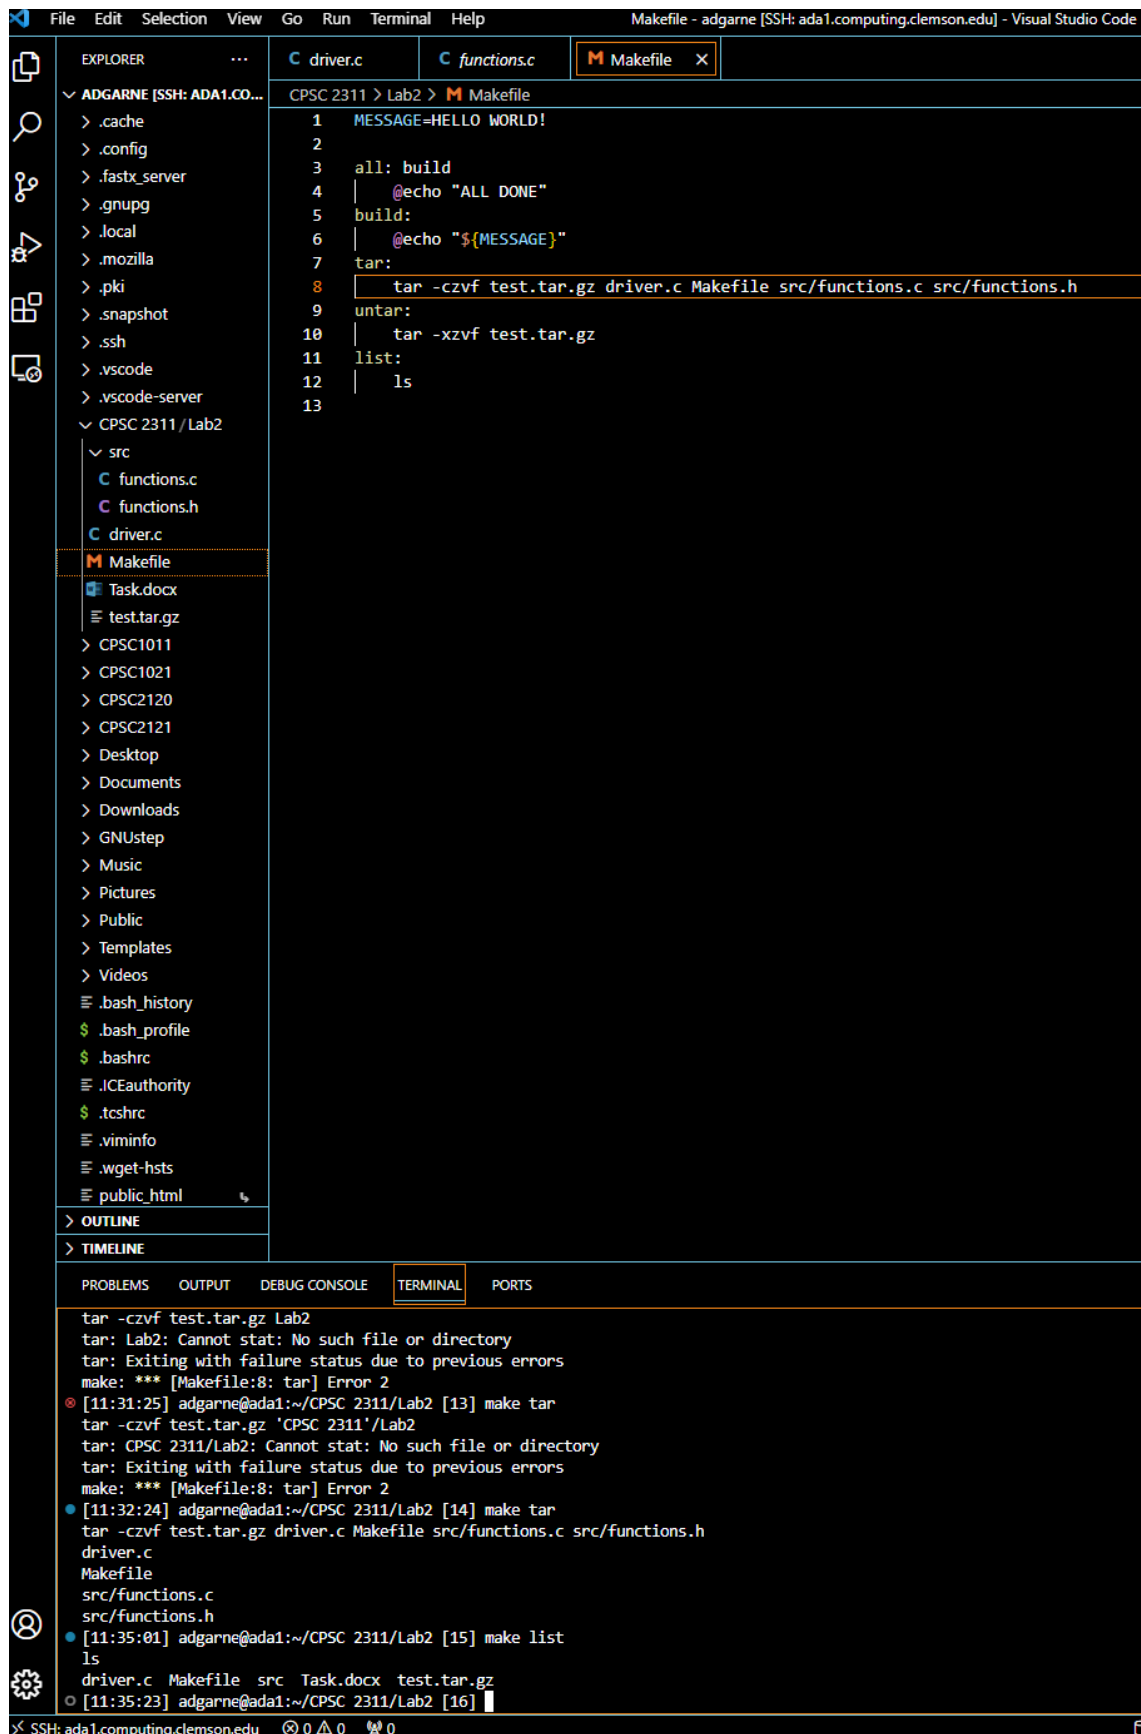 File Edit Selection View Go Run Terminal Help Makefile - adgarne [SSH: ada1.computing.clemson.edu] - Visual Studio Code
EXPLORER ...
driver.c functions.c Makefile
ADGARNE [SSH: ADA1.CO...
CPSC 2311 > Lab2 > M Makefile
> .cache
> .config
> .fastx_server
> .gnupg
> .local
> .mozilla
> .pki
> .snapshot
> .ssh
> .vscode
> .vscode-server
CPSC 2311 / Lab2
src
C functions.c
C functions.h
C driver.c
M Makefile
Task.docx
test.tar.gz
> CPSC1011
> CPSC1021
> CPSC2120
> CPSC2121
> Desktop
> Documents
> Downloads
> GNUstep
> Music
> Pictures
> Public
> Templates
> Videos
.bash_history
$ .bash_profile
$ .bashrc
.ICEauthority
$ .tcshrc
.viminfo
.wget-hsts
public_html
> OUTLINE
> TIMELINE
1 MESSAGE=HELLO WORLD!
2
3 all: build
4 @echo "ALL DONE"
5 build:
6 @echo "${MESSAGE}"
7 tar:
8 tar -czvf test.tar.gz driver.c Makefile src/functions.c src/functions.h
9 untar:
10 tar -xzvf test.tar.gz
11 list:
12 ls
13
PROBLEMS OUTPUT DEBUG CONSOLE TERMINAL PORTS
tar -czvf test.tar.gz Lab2
tar: Lab2: Cannot stat: No such file or directory
tar: Exiting with failure status due to previous errors
make: *** [Makefile:8: tar] Error 2
[11:31:25] adgarne@ada1:~/CPSC 2311/Lab2 [13] make tar
tar -czvf test.tar.gz 'CPSC 2311'/Lab2
tar: CPSC 2311/Lab2: Cannot stat: No such file or directory
tar: Exiting with failure status due to previous errors
make: *** [Makefile:8: tar] Error 2
[11:32:24] adgarne@ada1:~/CPSC 2311/Lab2 [14] make tar
tar -czvf test.tar.gz driver.c Makefile src/functions.c src/functions.h
driver.c
Makefile
src/functions.c
src/functions.h
[11:35:01] adgarne@ada1:~/CPSC 2311/Lab2 [15] make list
ls
driver.c Makefile src Task.docx test.tar.gz
[11:35:23] adgarne@ada1:~/CPSC 2311/Lab2 [16]
SSH: ada1.computing.clemson.edu 0 0 0